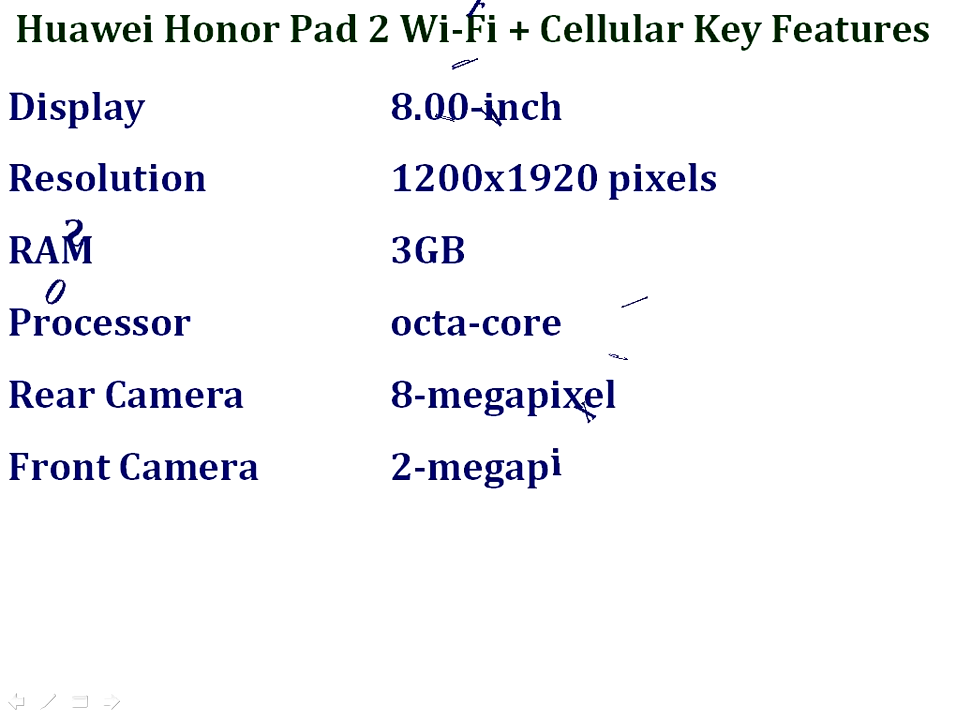 Huawei Honor Pad 2 Wi-Fi + Cellular Key Features
Display 8.00-inch
Resolution 1200x1920 pixels
RAM 3GB
Processor octa-core
Rear Camera 8-megapixel
Front Camera 2-megapi